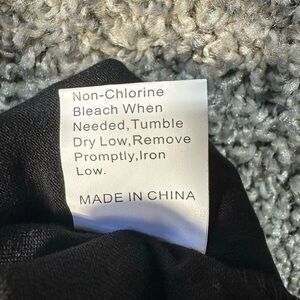 Non-Chlorine
Bleach When
Needed,Tumble
Dry Low,Remove
Promptly,Iron
Low.
MADE IN CHINA